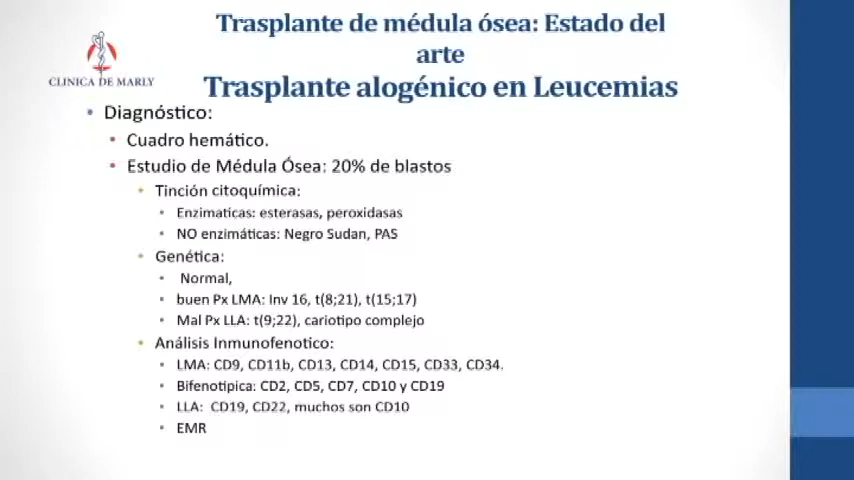 Trasplante de médula ósea: Estado del
arte
Trasplante alogénico en Leucemias
CLINICA DE MARLY
• Diagnóstico:
• Cuadro hemático.
• Estudio de Médula Ósea: 20% de blastos
• Tinción citoquímica:
• Enzimaticas: esterasas, peroxidasas
• NO enzimáticas: Negro Sudan, PAS
• Genética:
• Normal,
• buen Px LMA: Inv 16, t(8;21), t(15;17)
• Mal Px LLA: t(9;22), cariotipo complejo
• Análisis Inmunofenotico:
• LMA: CD9, CD11b, CD13, CD14, CD15, CD33, CD34.
• Bifenotípica: CD2, CD5, CD7, CD10 y CD19
• LLA: CD19, CD22, muchos son CD10
• EMR